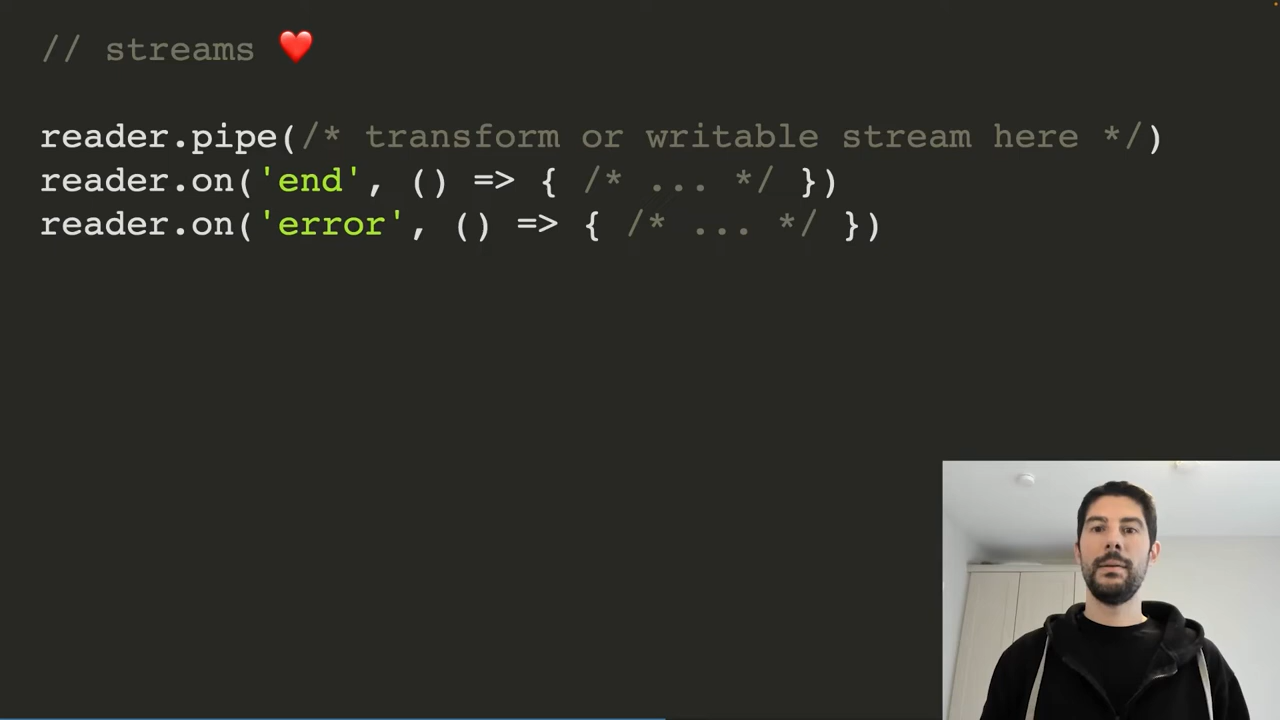 // streams ❤️
reader.pipe(/* transform or writable stream here */)
reader.on('end', () => { /* ... */ })
reader.on('error', () => { /* ... */ })